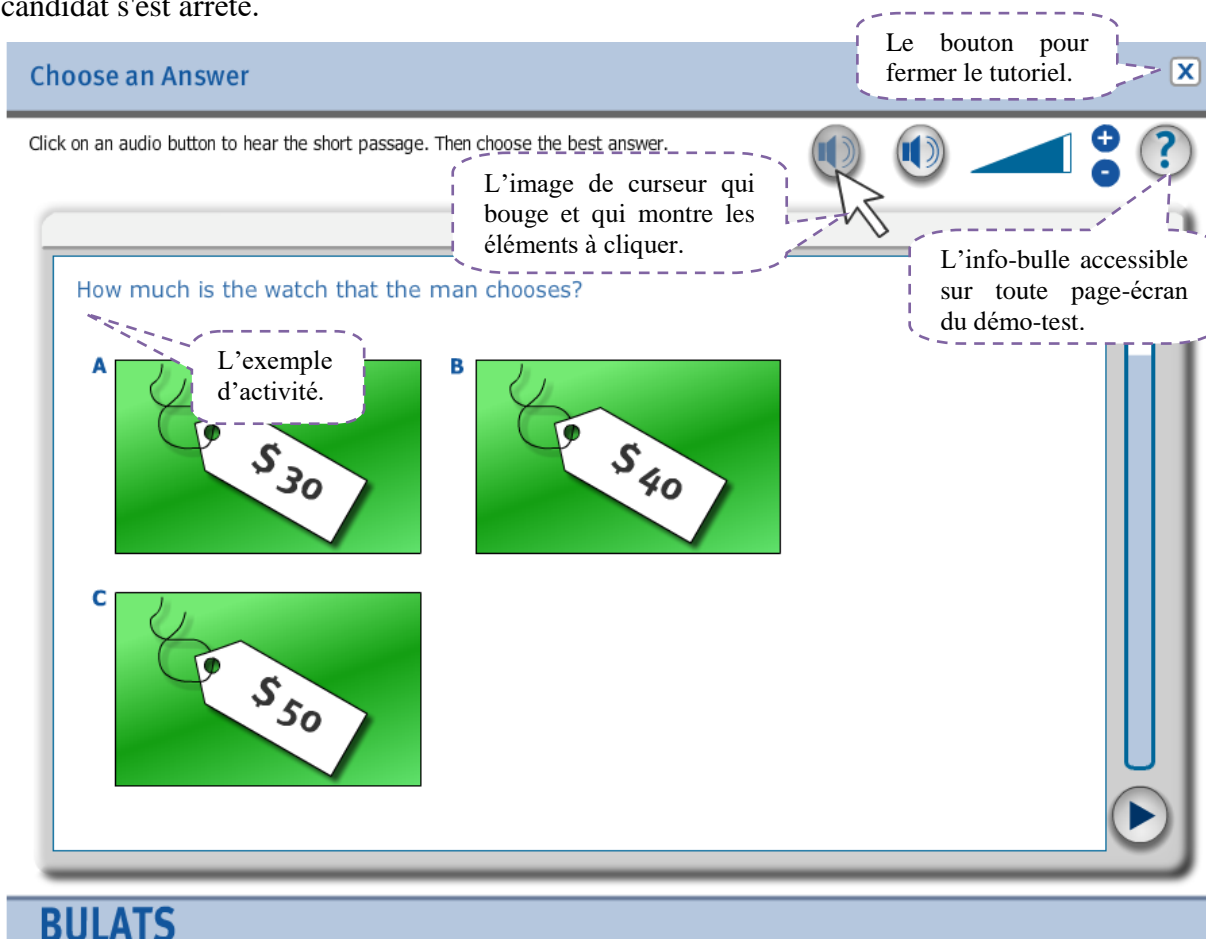 candidat s'est arrêté.
Le bouton pour
fermer le tutoriel.
Choose an Answer
X
Click on an audio button to hear the short passage. Then choose the best answer.
+
-
?
L’image de curseur qui
bouge et qui montre les
éléments à cliquer.
L’info-bulle accessible
sur toute page-écran
du démo-test.
How much is the watch that the man chooses?
L’exemple
d’activité.
A
$30
B
$40
C
$50
BULATS